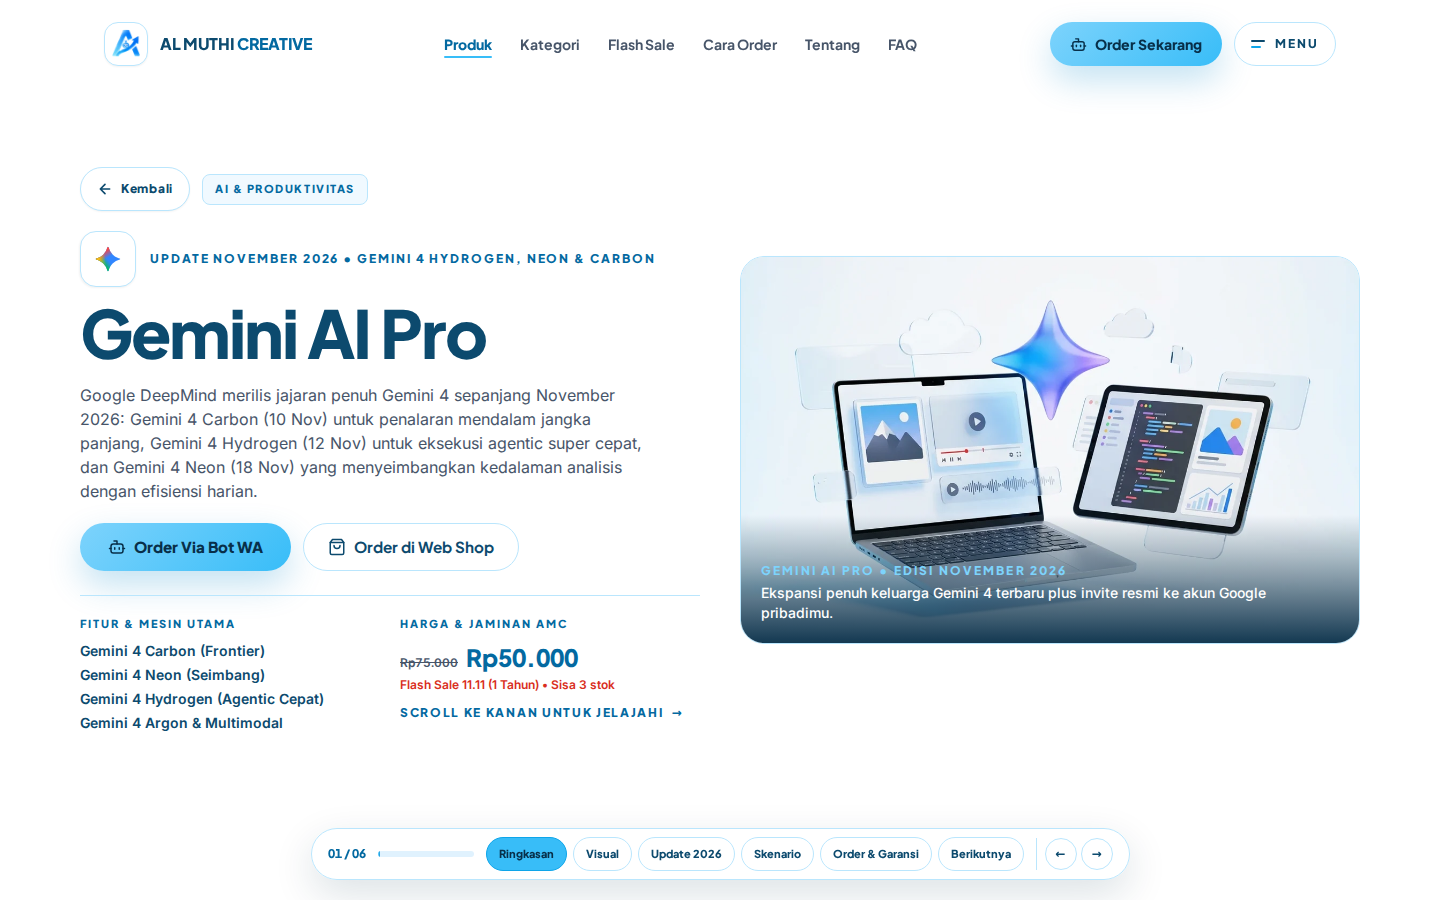 AL MUTHI CREATIVE
Produk
Kategori
Flash Sale
Cara Order
Tentang
FAQ
Order Sekarang
MENU
Kembali
AI & PRODUKTIVITAS
UPDATE NOVEMBER 2026 ● GEMINI 4 HYDROGEN, NEON & CARBON
Gemini AI Pro
Google DeepMind merilis jajaran penuh Gemini 4 sepanjang November
2026: Gemini 4 Carbon (10 Nov) untuk penalaran mendalam jangka
panjang, Gemini 4 Hydrogen (12 Nov) untuk eksekusi agentic super cepat,
dan Gemini 4 Neon (18 Nov) yang menyeimbangkan kedalaman analisis
dengan efisiensi harian.
Order Via Bot WA
Order di Web Shop
FITUR & MESIN UTAMA
Gemini 4 Carbon (Frontier)
Gemini 4 Neon (Seimbang)
Gemini 4 Hydrogen (Agentic Cepat)
Gemini 4 Argon & Multimodal
HARGA & JAMINAN AMC
Rp75.000 Rp50.000
Flash Sale 11.11 (1 Tahun) • Sisa 3 stok
SCROLL KE KANAN UNTUK JELAJAHI →
GEMINI AI PRO ● EDISI NOVEMBER 2026
Ekspansi penuh keluarga Gemini 4 terbaru plus invite resmi ke akun Google
pribadimu.
01 / 06
Ringkasan
Visual
Update 2026
Skenario
Order & Garansi
Berikutnya
← →